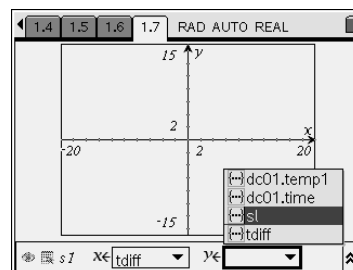 1.4 1.5 1.6 1.7 RAD AUTO REAL
15 y
2 x
-20 2 20
dc01.temp1
dc01.time
sl
-15 tdiff
s1 x← tdiff y←